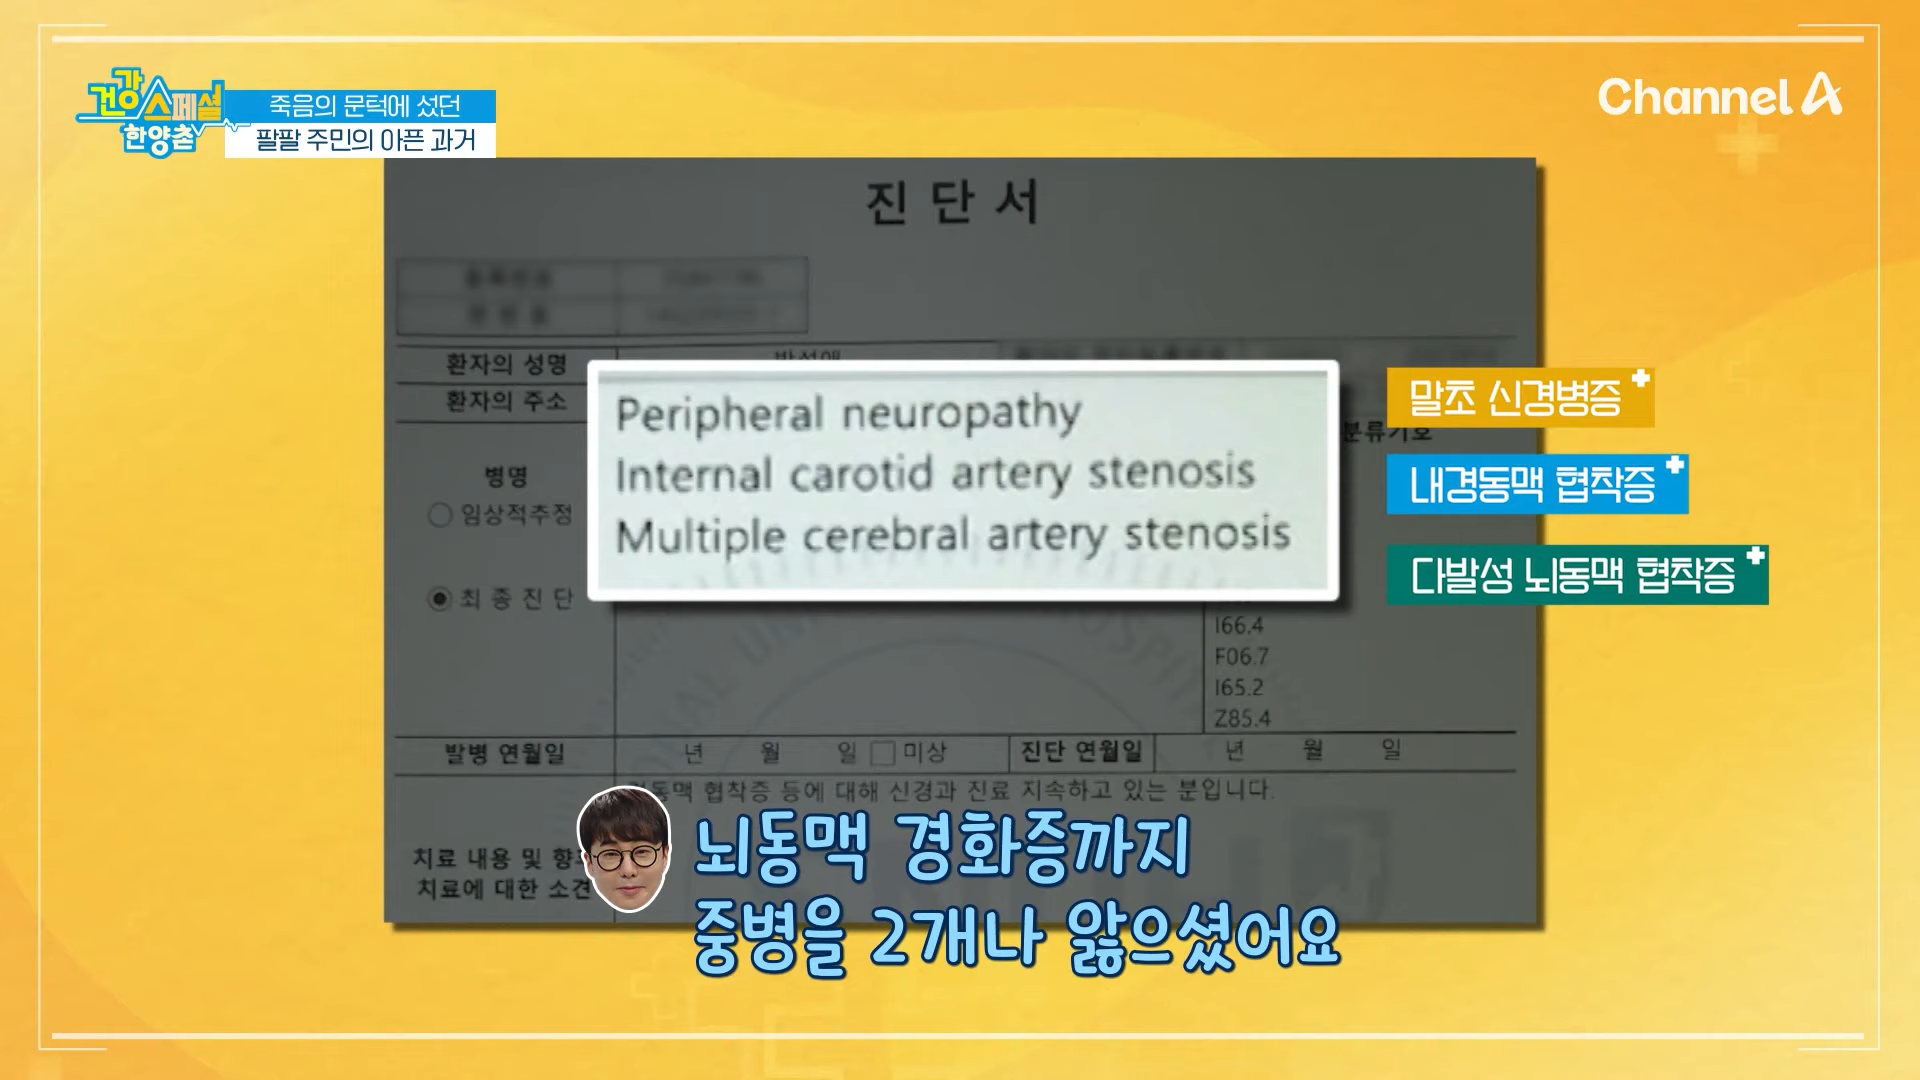 건강스페셜
한양촌
죽음의 문턱에 섰던
팔팔 주민의 아픈 과거
Channel A
진 단 서
환자의 성명
환자의 주소
분류기호
병명
임상적추정
최 종 진 단
Peripheral neuropathy
Internal carotid artery stenosis
Multiple cerebral artery stenosis
말초 신경병증
내경동맥 협착증
다발성 뇌동맥 협착증
I66.4
F06.7
I65.2
Z85.4
발병 연월일 년 월 일 미상 진단 연월일 년 월 일
협착증 등에 대해 신경과 진료 지속하고 있는 분입니다.
치료 내용 및
치료에 대한 소견
뇌동맥 경화증까지
중병을 2개나 앓으셨어요